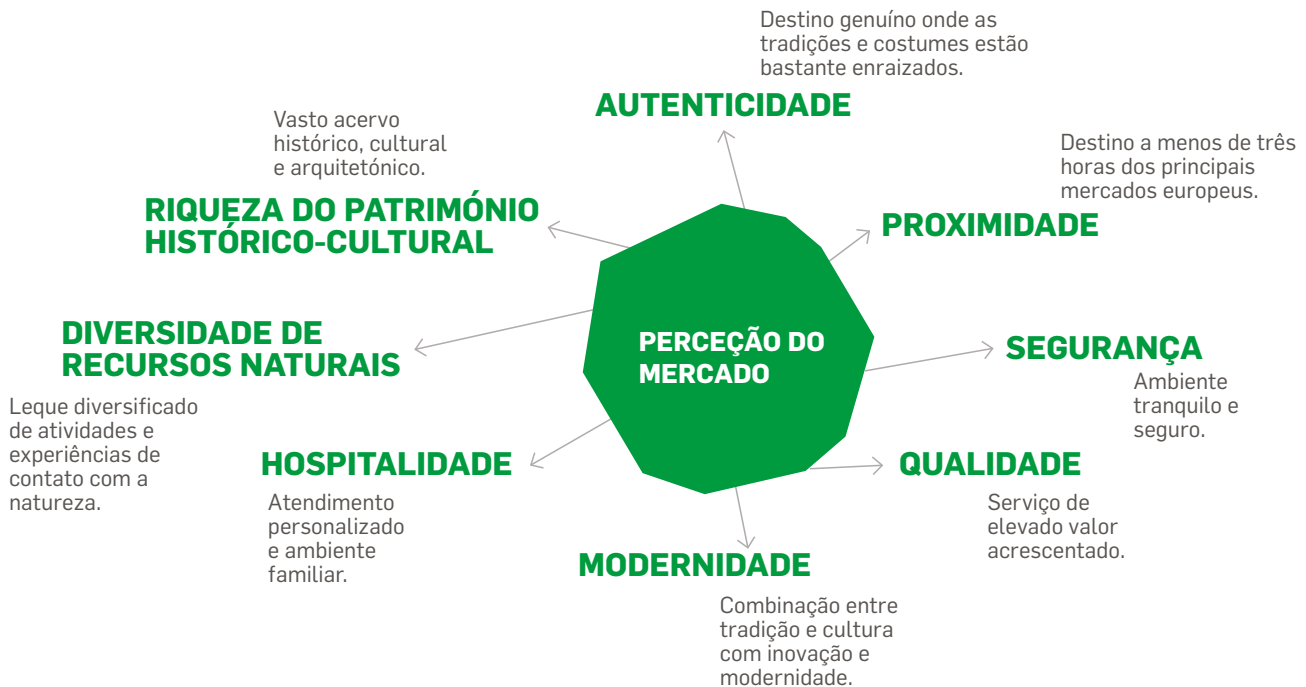 Destino genuíno onde as
tradições e costumes estão
bastante enraizados.
AUTENTICIDADE
Vasto acervo
histórico, cultural
e arquitetónico.
RIQUEZA DO PATRIMÓNIO
HISTÓRICO-CULTURAL
Destino a menos de três
horas dos principais
mercados europeus.
PROXIMIDADE
DIVERSIDADE DE
RECURSOS NATURAIS
Leque diversificado
de atividades e
experiências de
contato com a
natureza.
PERCEÇÃO DO
MERCADO
SEGURANÇA
Ambiente
tranquilo e
seguro.
HOSPITALIDADE
Atendimento
personalizado
e ambiente
familiar.
QUALIDADE
Serviço de
elevado valor
acrescentado.
MODERNIDADE
Combinação entre
tradição e cultura
com inovação e
modernidade.